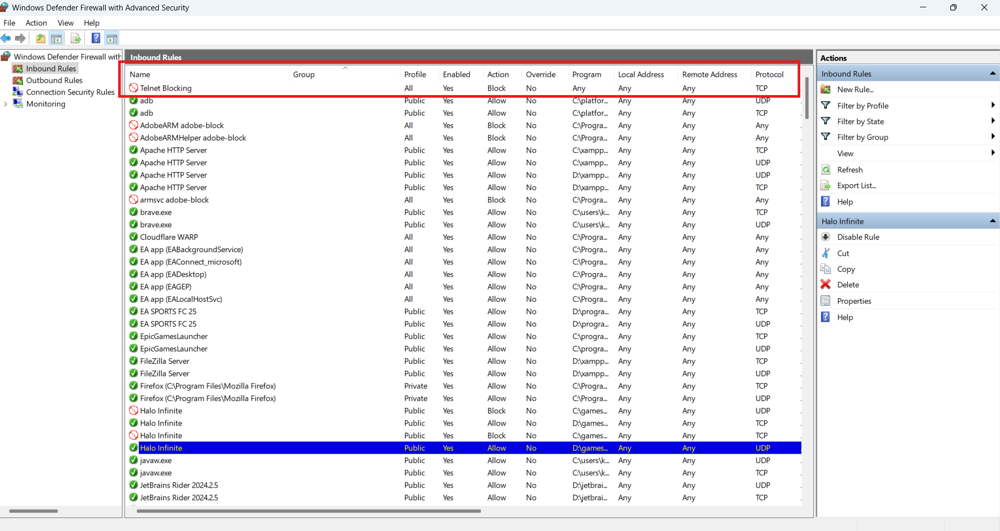 Windows Defender Firewall with Advanced Security
File Action View Help
Windows Defender Firewall with
Inbound Rules
Outbound Rules
Connection Security Rules
Monitoring
Inbound Rules
Name Group Profile Enabled Action Override Program Local Address Remote Address Protocol
Telnet Blocking All Yes Block No Any Any Any TCP
adb Public Yes Allow No C:\platfor... Any Any UDP
adb Public Yes Allow No C:\platfor... Any Any TCP
AdobeARM adobe-block All Yes Block No C:\Progra... Any Any Any
AdobeARMHelper adobe-block All Yes Block No C:\Progra... Any Any Any
Apache HTTP Server Public Yes Allow No C:\xampp... Any Any TCP
Apache HTTP Server Public Yes Allow No C:\xampp... Any Any UDP
Apache HTTP Server Public Yes Allow No D:\xampp... Any Any UDP
Apache HTTP Server Public Yes Allow No D:\xampp... Any Any TCP
armsvc adobe-block All Yes Block No C:\Progra... Any Any Any
brave.exe Public Yes Allow No C:\users\k... Any Any TCP
brave.exe Public Yes Allow No C:\users\k... Any Any UDP
Cloudflare WARP All Yes Allow No C:\Progra... Any Any Any
EA app (EABackgroundService) All Yes Allow No C:\Progra... Any Any Any
EA app (EAConnect_microsoft) All Yes Allow No C:\Progra... Any Any Any
EA app (EADesktop) All Yes Allow No C:\Progra... Any Any Any
EA app (EAGEP) All Yes Allow No C:\Progra... Any Any Any
EA app (EALocalHostSvc) All Yes Allow No C:\Progra... Any Any Any
EA SPORTS FC 25 Public Yes Allow No D:\progra... Any Any TCP
EA SPORTS FC 25 Public Yes Allow No D:\progra... Any Any UDP
EpicGamesLauncher Public Yes Allow No C:\progra... Any Any TCP
EpicGamesLauncher Public Yes Allow No C:\progra... Any Any UDP
FileZilla Server Public Yes Allow No D:\xampp... Any Any TCP
FileZilla Server Public Yes Allow No D:\xampp... Any Any UDP
Firefox (C:\Program Files\Mozilla Firefox) Private Yes Allow No C:\Progra... Any Any TCP
Firefox (C:\Program Files\Mozilla Firefox) Private Yes Allow No C:\Progra... Any Any UDP
Halo Infinite Public Yes Block No C:\games... Any Any UDP
Halo Infinite Public Yes Allow No D:\games... Any Any TCP
Halo Infinite Public Yes Block No C:\games... Any Any TCP
Halo Infinite Public Yes Allow No D:\games... Any Any UDP
javaw.exe Public Yes Allow No C:\users\k... Any Any UDP
javaw.exe Public Yes Allow No C:\users\k... Any Any TCP
JetBrains Rider 2024.2.5 Public Yes Allow No D:\jetbrai... Any Any UDP
JetBrains Rider 2024.2.5 Public Yes Allow No D:\jetbrai... Any Any TCP
Actions
Inbound Rules
New Rule...
Filter by Profile
Filter by State
Filter by Group
View
Refresh
Export List...
Help
Halo Infinite
Disable Rule
Cut
Copy
Delete
Properties
Help